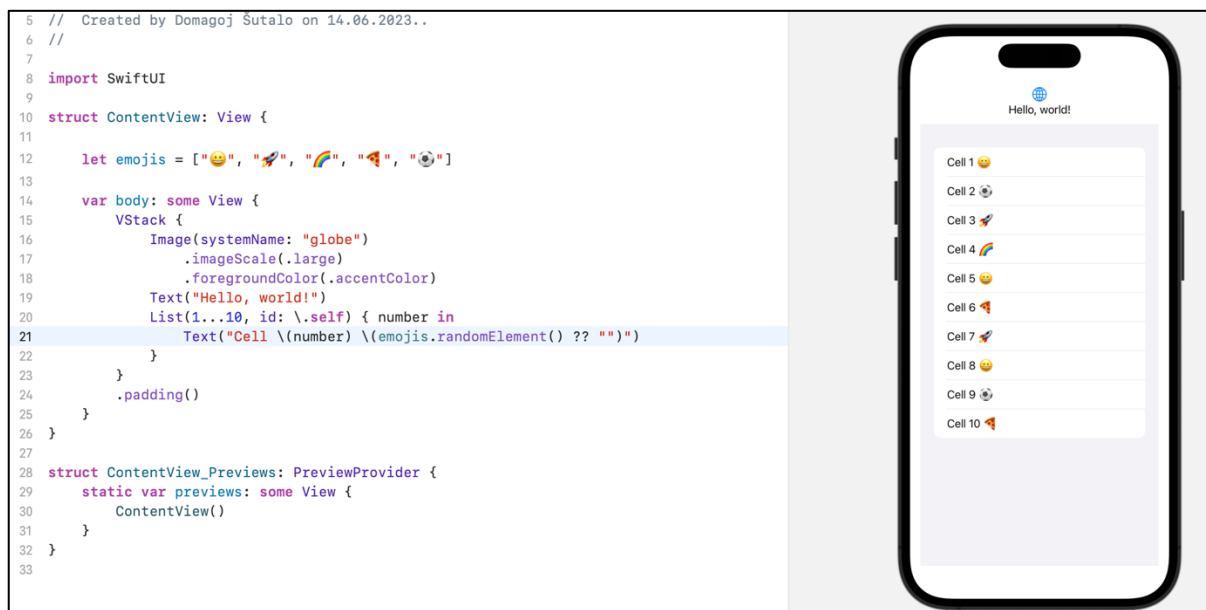 5 //  Created by Domagoj Šutalo on 14.06.2023..
6 //
7
8 import SwiftUI
9
10 struct ContentView: View {
11
12     let emojis = ["😀", "🚀", "🌈", "🍕", "⚽"]
13
14     var body: some View {
15         VStack {
16             Image(systemName: "globe")
17                 .imageScale(.large)
18                 .foregroundColor(.accentColor)
19             Text("Hello, world!")
20             List(1...10, id: \.self) { number in
21                 Text("Cell \(number) \(emojis.randomElement() ?? "")")
22             }
23         }
24         .padding()
25     }
26 }
27
28 struct ContentView_Previews: PreviewProvider {
29     static var previews: some View {
30         ContentView()
31     }
32 }
33
Hello, world!
Cell 1 😀
Cell 2 ⚽
Cell 3 🚀
Cell 4 🌈
Cell 5 😀
Cell 6 🍕
Cell 7 🚀
Cell 8 😀
Cell 9 ⚽
Cell 10 🍕